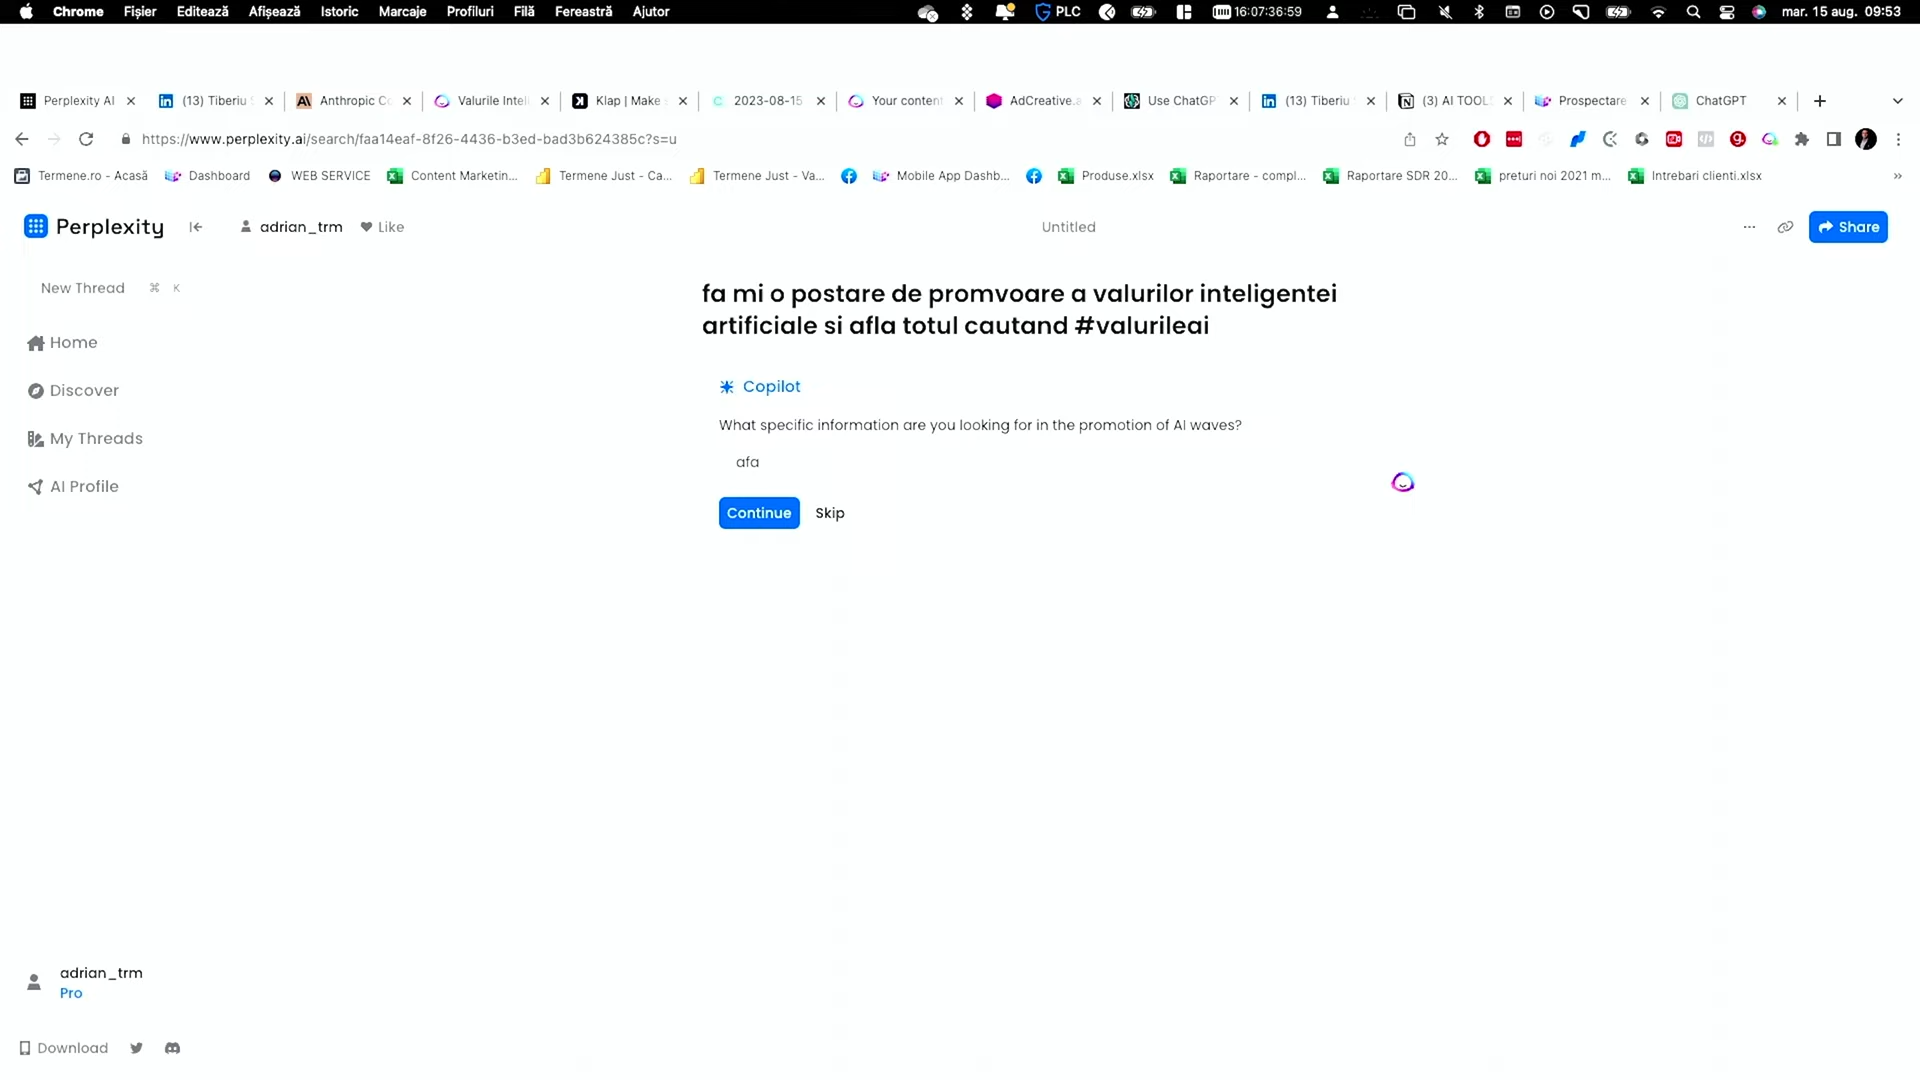 Chrome Fișier Editează Afișează Istoric Marcaje Profiluri Filă Fereastră Ajutor PLC 16:07:36:59 mar. 15 aug. 09:53
Perplexity AI (13) Tiberiu Anthropic Co Valurile Intel Klap | Make 2023-08-15 Your content AdCreative.a Use ChatGP (13) Tiberiu (3) AI TOOL Prospectare ChatGPT
https://www.perplexity.ai/search/faa14eaf-8f26-4436-b3ed-bad3b624385c?s=u
Termene.ro - Acasă Dashboard WEB SERVICE Content Marketin... Termene Just - Ca... Termene Just - Va... Mobile App Dashb... Produse.xlsx Raportare - compl... Raportare SDR 20... preturi noi 2021 m... Intrebari clienti.xlsx »
Perplexity adrian_trm Like Untitled ... Share
New Thread ⌘ K
fa mi o postare de promvoare a valurilor inteligentei
artificiale si afla totul cautand #valurileai
Home
Discover
My Threads
AI Profile
Copilot
What specific information are you looking for in the promotion of AI waves?
afa
Continue Skip
adrian_trm
Pro
Download